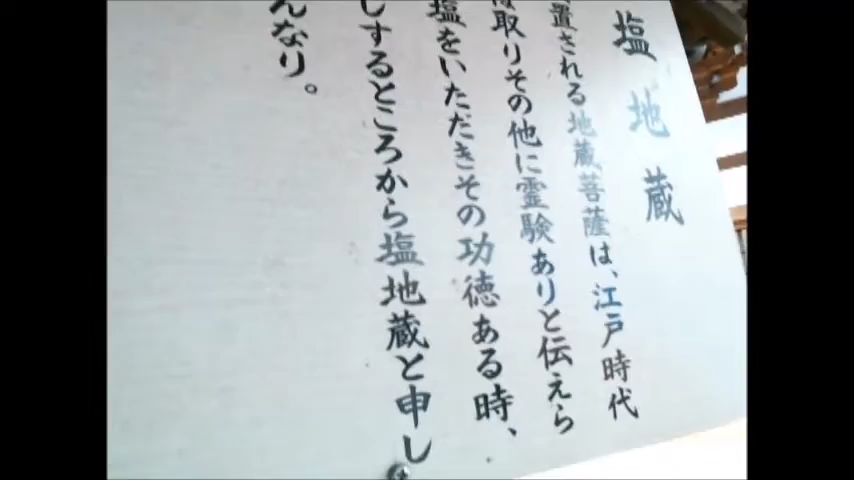 塩地蔵
置される地蔵菩薩は、江戸時代
取りその他に霊験ありと伝えら
塩をいただきその功徳ある時、
しするところから塩地蔵と申し
んなり。